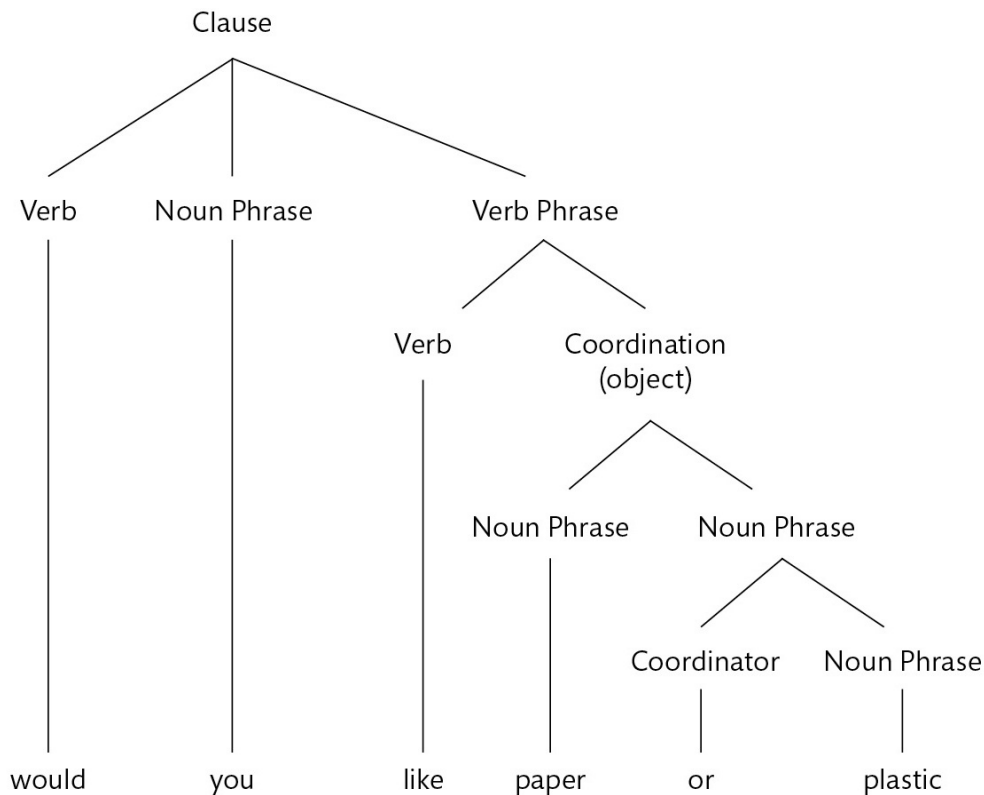 Clause
Verb Noun Phrase Verb Phrase
Verb Coordination
(object)
Noun Phrase Noun Phrase
Coordinator Noun Phrase
would you like paper or plastic